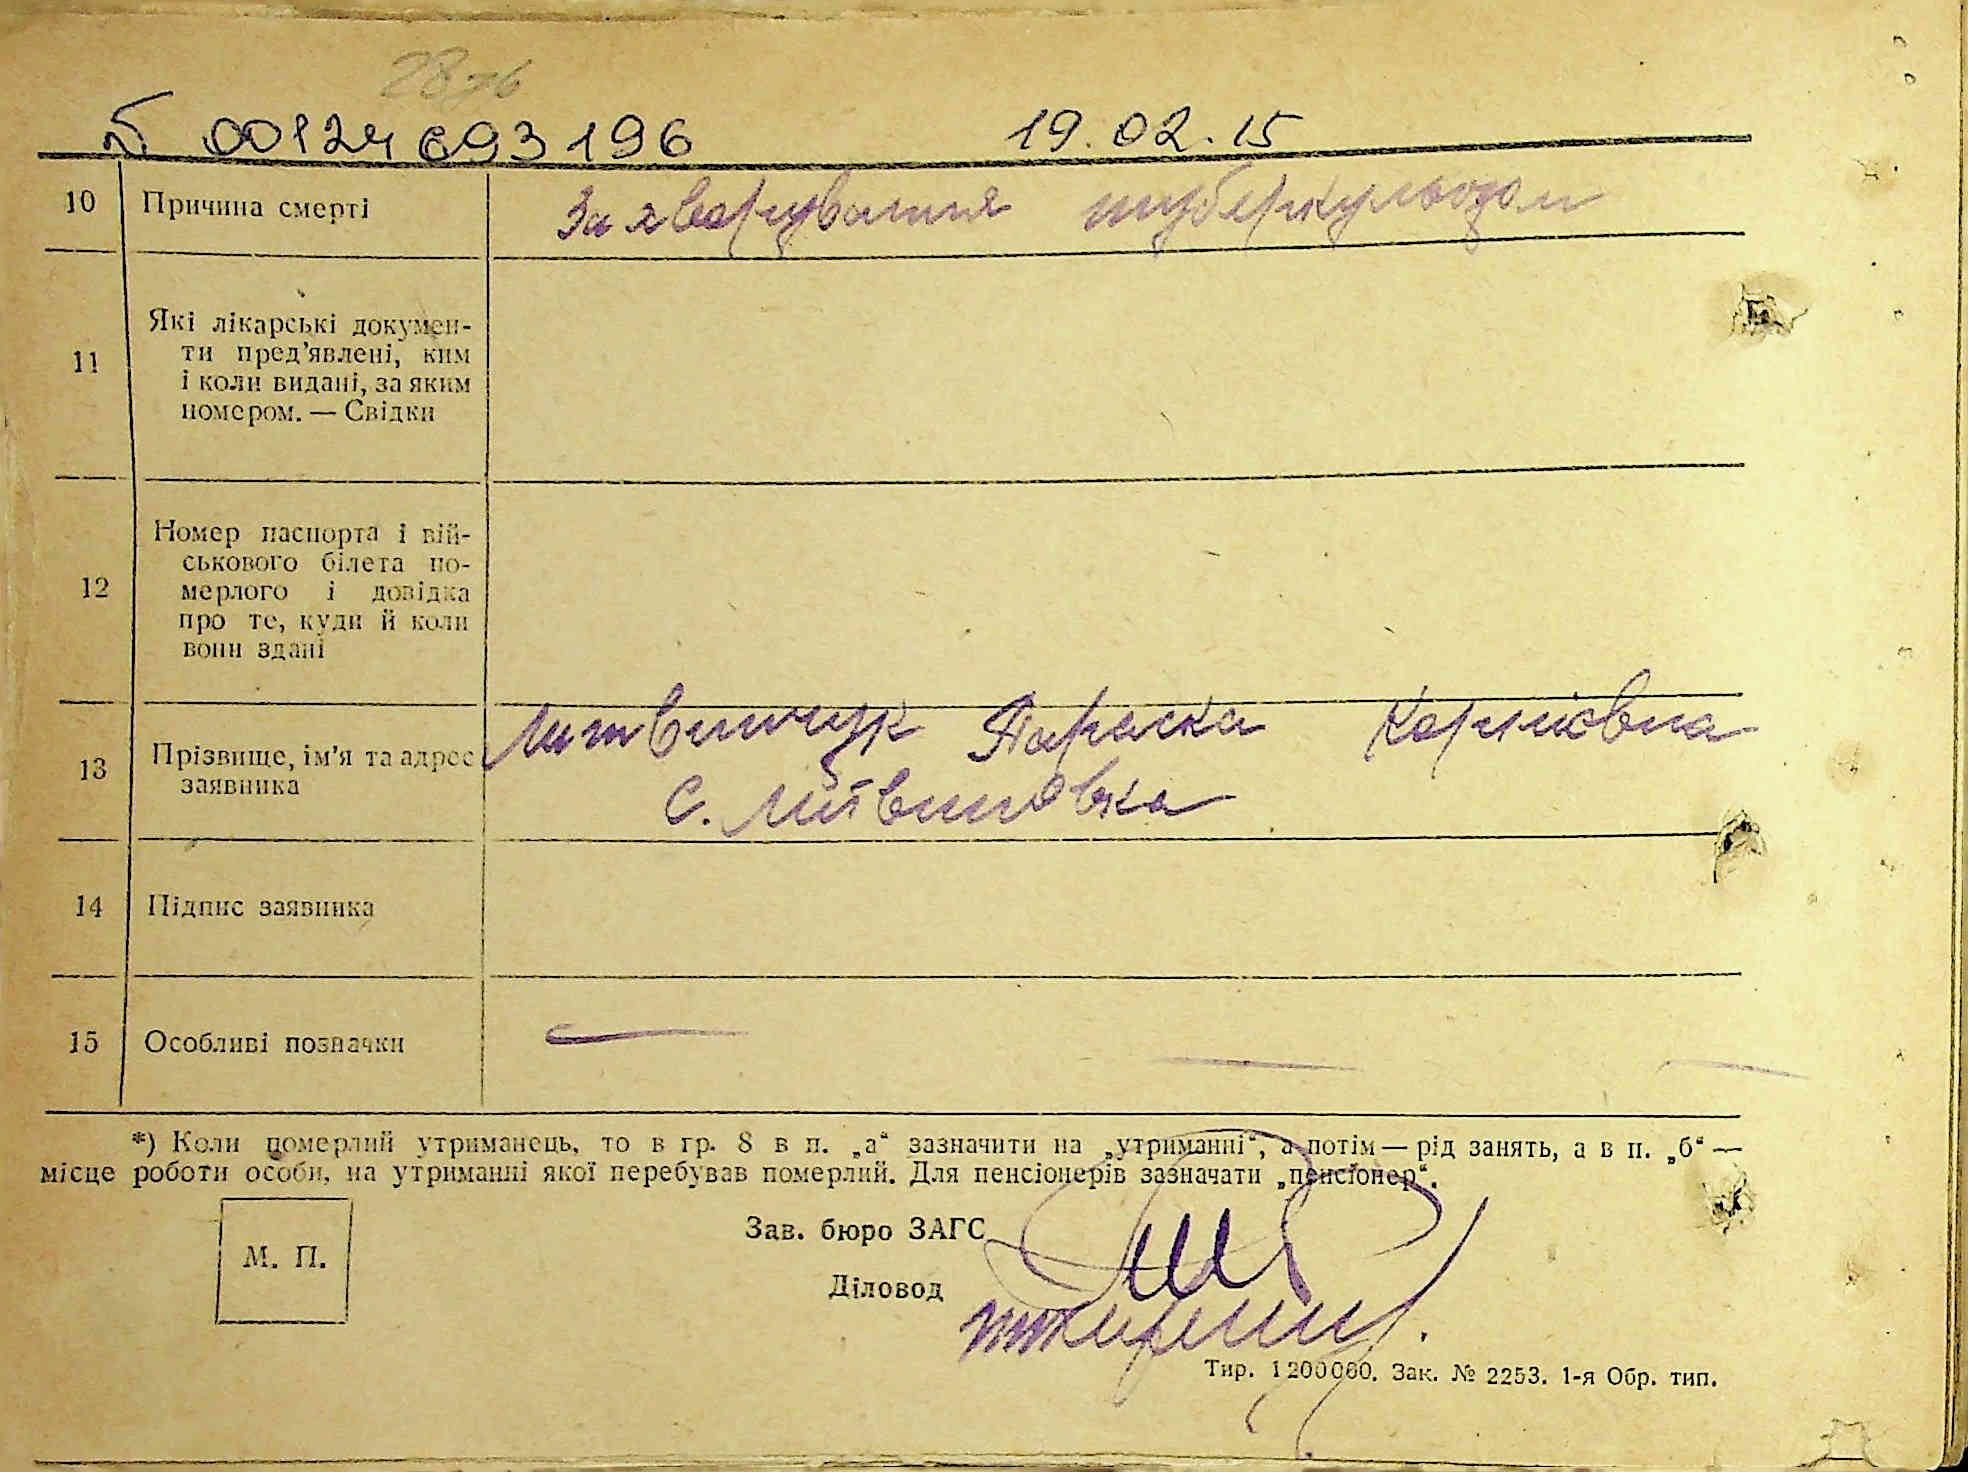 00124693196 19.02.15
10 Причина смерті Захварування туберкульозом
11 Які лікарські докумен-
ти пред’явлені, ким
і коли видані, за яким
номером. — Свідки
12 Номер паспорта і вій-
ськового білета по-
мерлого і довідка
про те, куди й коли
вони здані
13 Прізвище, ім’я та адрес
заявника
Литвинчук Параска Карпісвна
с. Литвиновка
14 Підпис заявника
15 Особливі позначки —
*) Коли померлий утриманець, то в гр. 8 в п. „а“ зазначити на „утриманні“, а потім — рід занять, а в п. „б“ —
місце роботи особи, на утриманні якої перебував померлий. Для пенсіонерів зазначати „пенсіонер“.
М. П.
Зав. бюро ЗАГС
Діловод
Тир. 1200000. Зак. № 2253. 1-я Обр. тип.